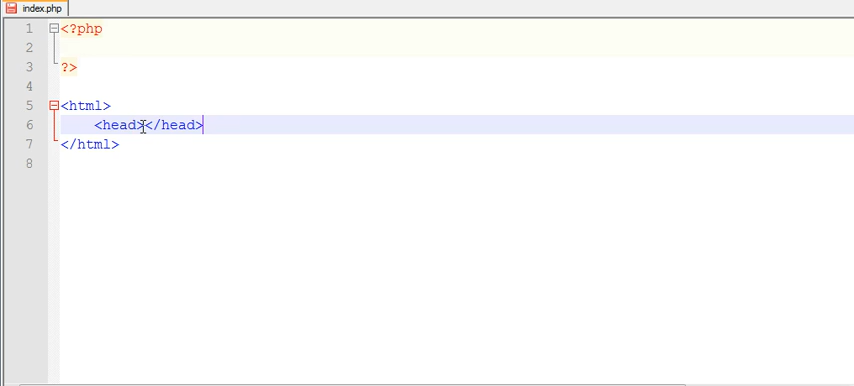 index.php
1 <?php
2
3 ?>
4
5 <html>
6 <head></head>
7 </html>
8